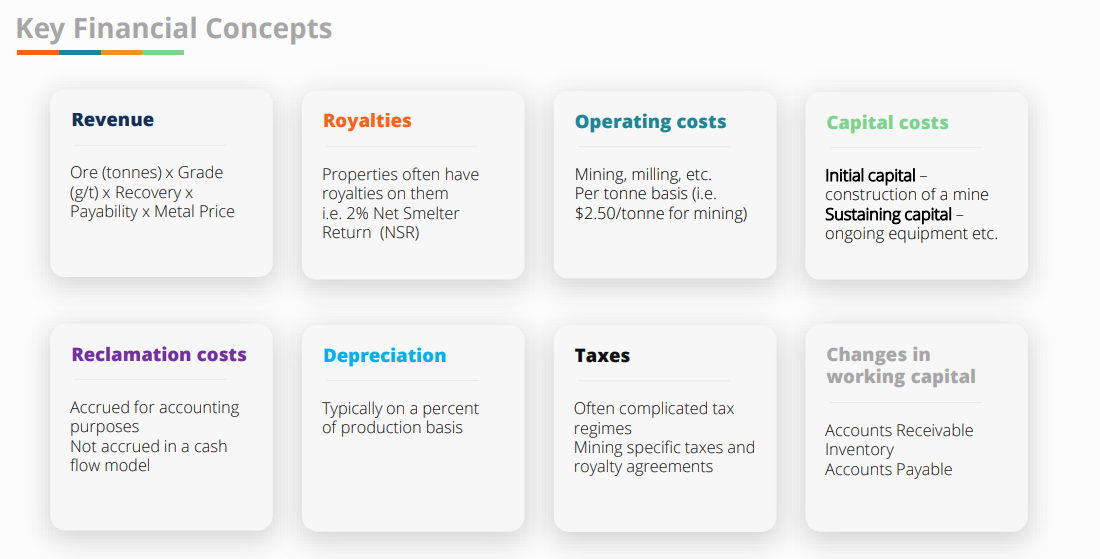 Key Financial Concepts
Revenue
Ore (tonnes) x Grade
(g/t) x Recovery x
Payability x Metal Price
Royalties
Properties often have
royalties on them
i.e. 2% Net Smelter
Return (NSR)
Operating costs
Mining, milling, etc.
Per tonne basis (i.e.
$2.50/tonne for mining)
Capital costs
Initial capital –
construction of a mine
Sustaining capital –
ongoing equipment etc.
Reclamation costs
Accrued for accounting
purposes
Not accrued in a cash
flow model
Depreciation
Typically on a percent
of production basis
Taxes
Often complicated tax
regimes
Mining specific taxes and
royalty agreements
Changes in
working capital
Accounts Receivable
Inventory
Accounts Payable